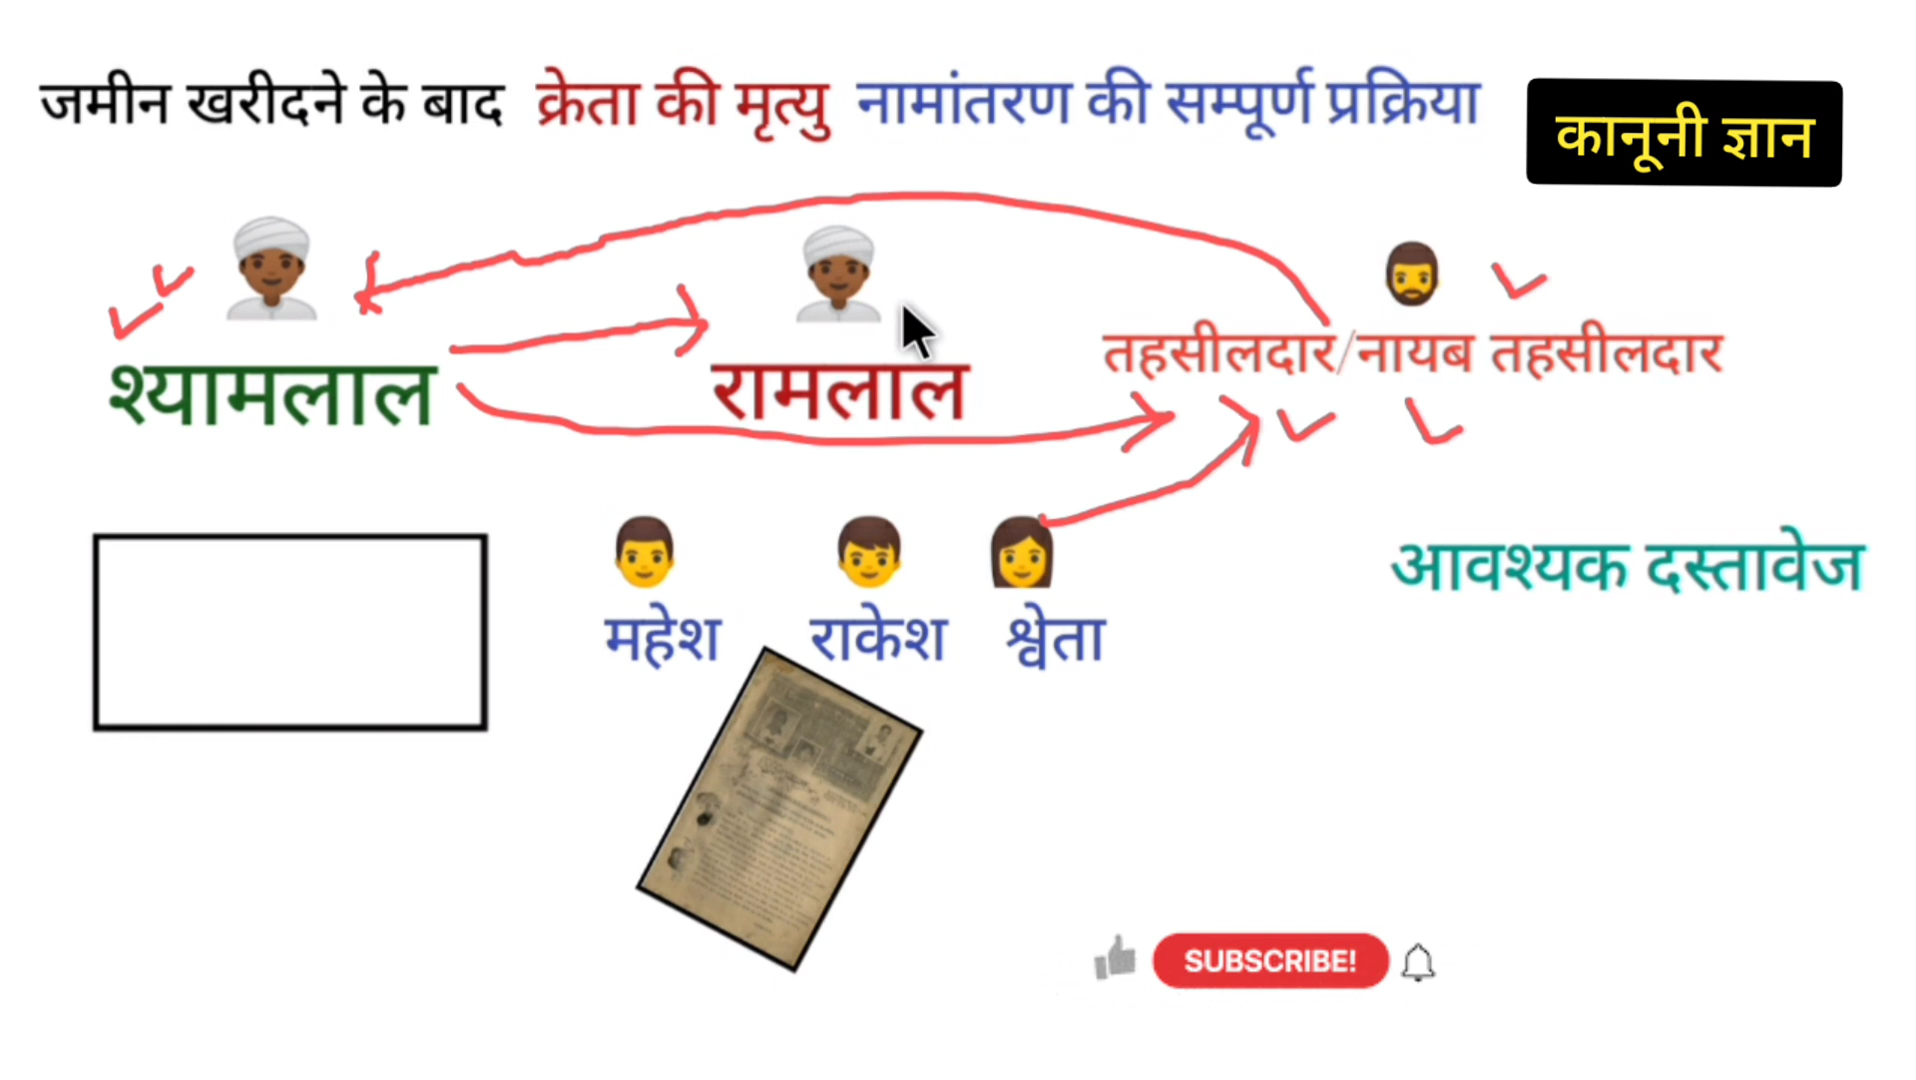 जमीन खरीदने के बाद क्रेता की मृत्यु नामांतरण की सम्पूर्ण प्रक्रिया
कानूनी ज्ञान
श्यामलाल
रामलाल
तहसीलदार/नायब तहसीलदार
आवश्यक दस्तावेज
महेश राकेश श्वेता
SUBSCRIBE!